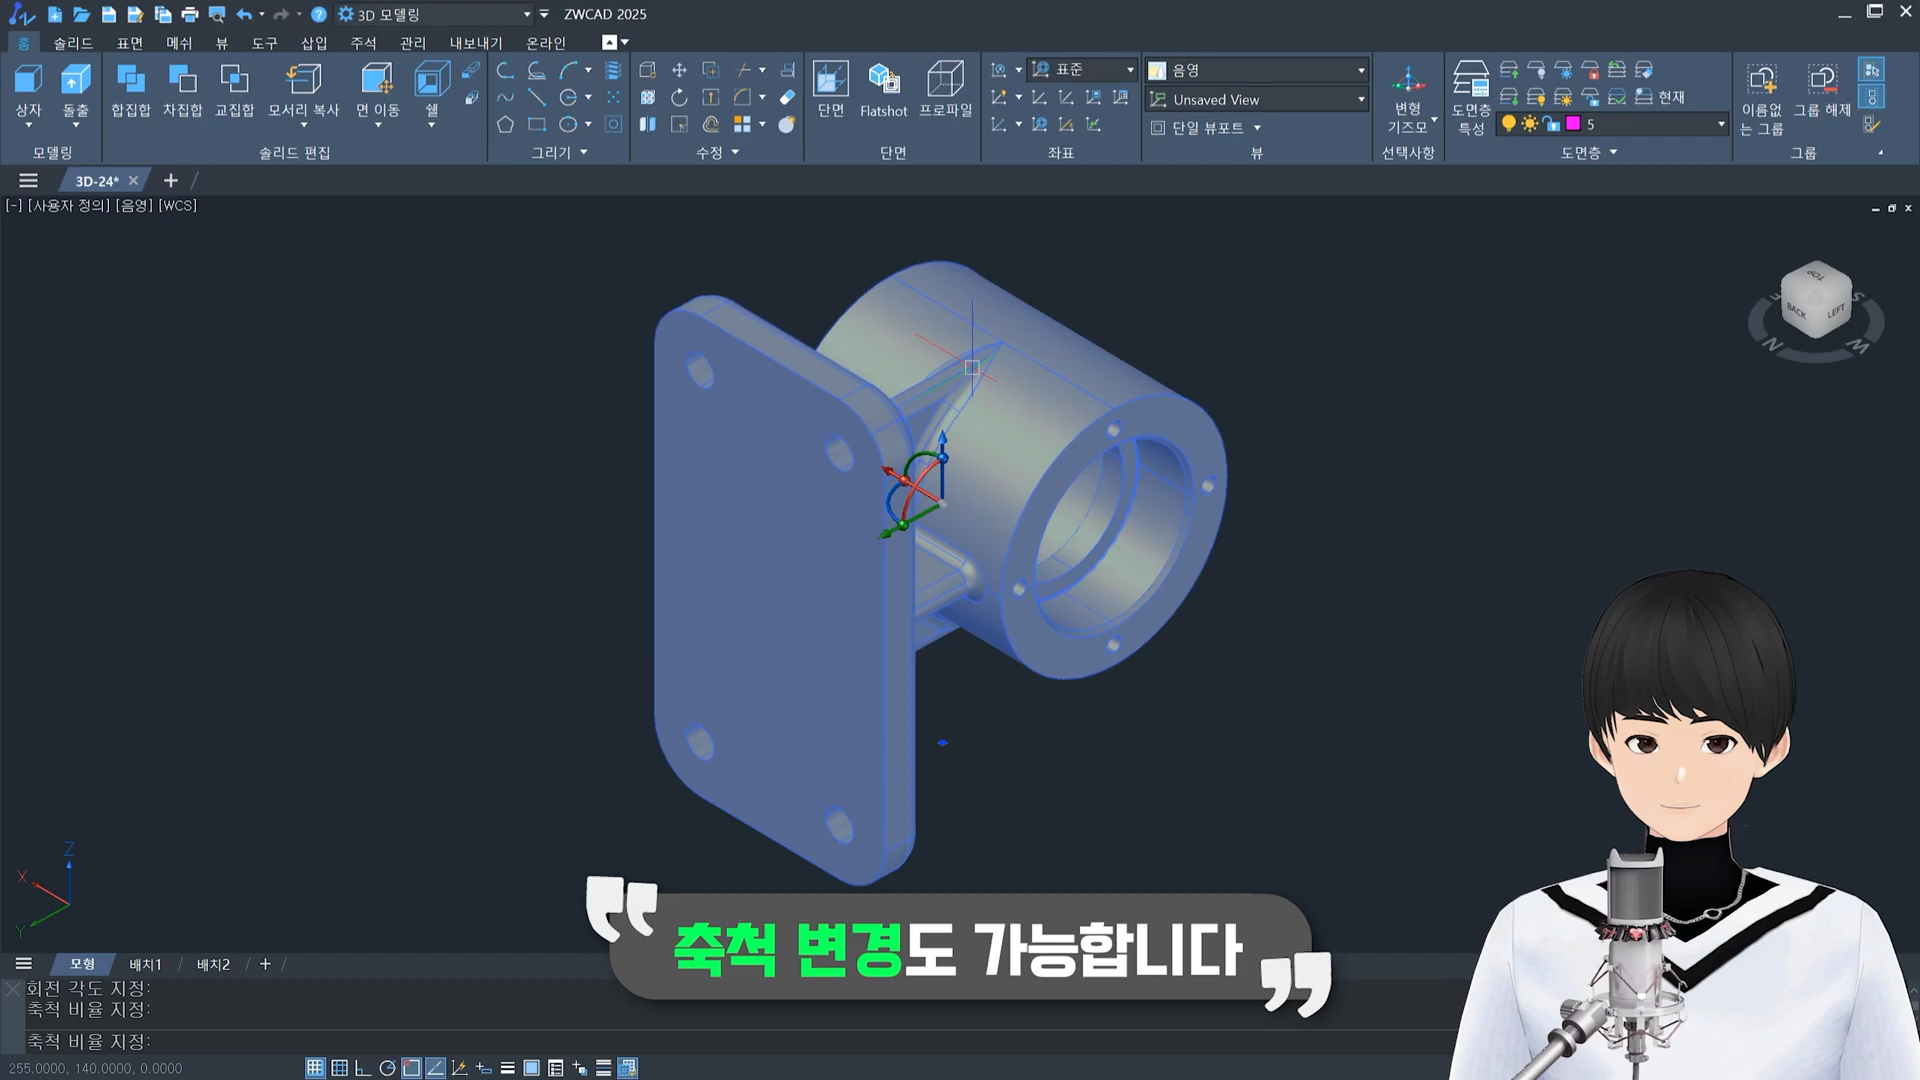 3D 모델링
ZWCAD 2025
홈 솔리드 표면 메쉬 뷰 도구 삽입 주석 관리 내보내기 온라인
상자 돌출 합집합 차집합 교집합 모서리 복사 면 이동 쉘
단면 Flatshot 프로파일
표준
음영
Unsaved View
단일 뷰포트
변형
기즈모
도면층
특성
현재
5
이름없
는 그룹
그룹 해제
모델링 솔리드 편집 그리기 수정 단면 좌표 뷰 선택사항 도면층 그룹
3D-24*
[-] [사용자 정의] [음영] [WCS]
TOP
BACK
LEFT
S
N
W
Z
X
Y
축척 변경도 가능합니다
모형 배치1 배치2
회전 각도 지정:
축척 비율 지정:
축척 비율 지정:
255.0000, 140.0000, 0.0000